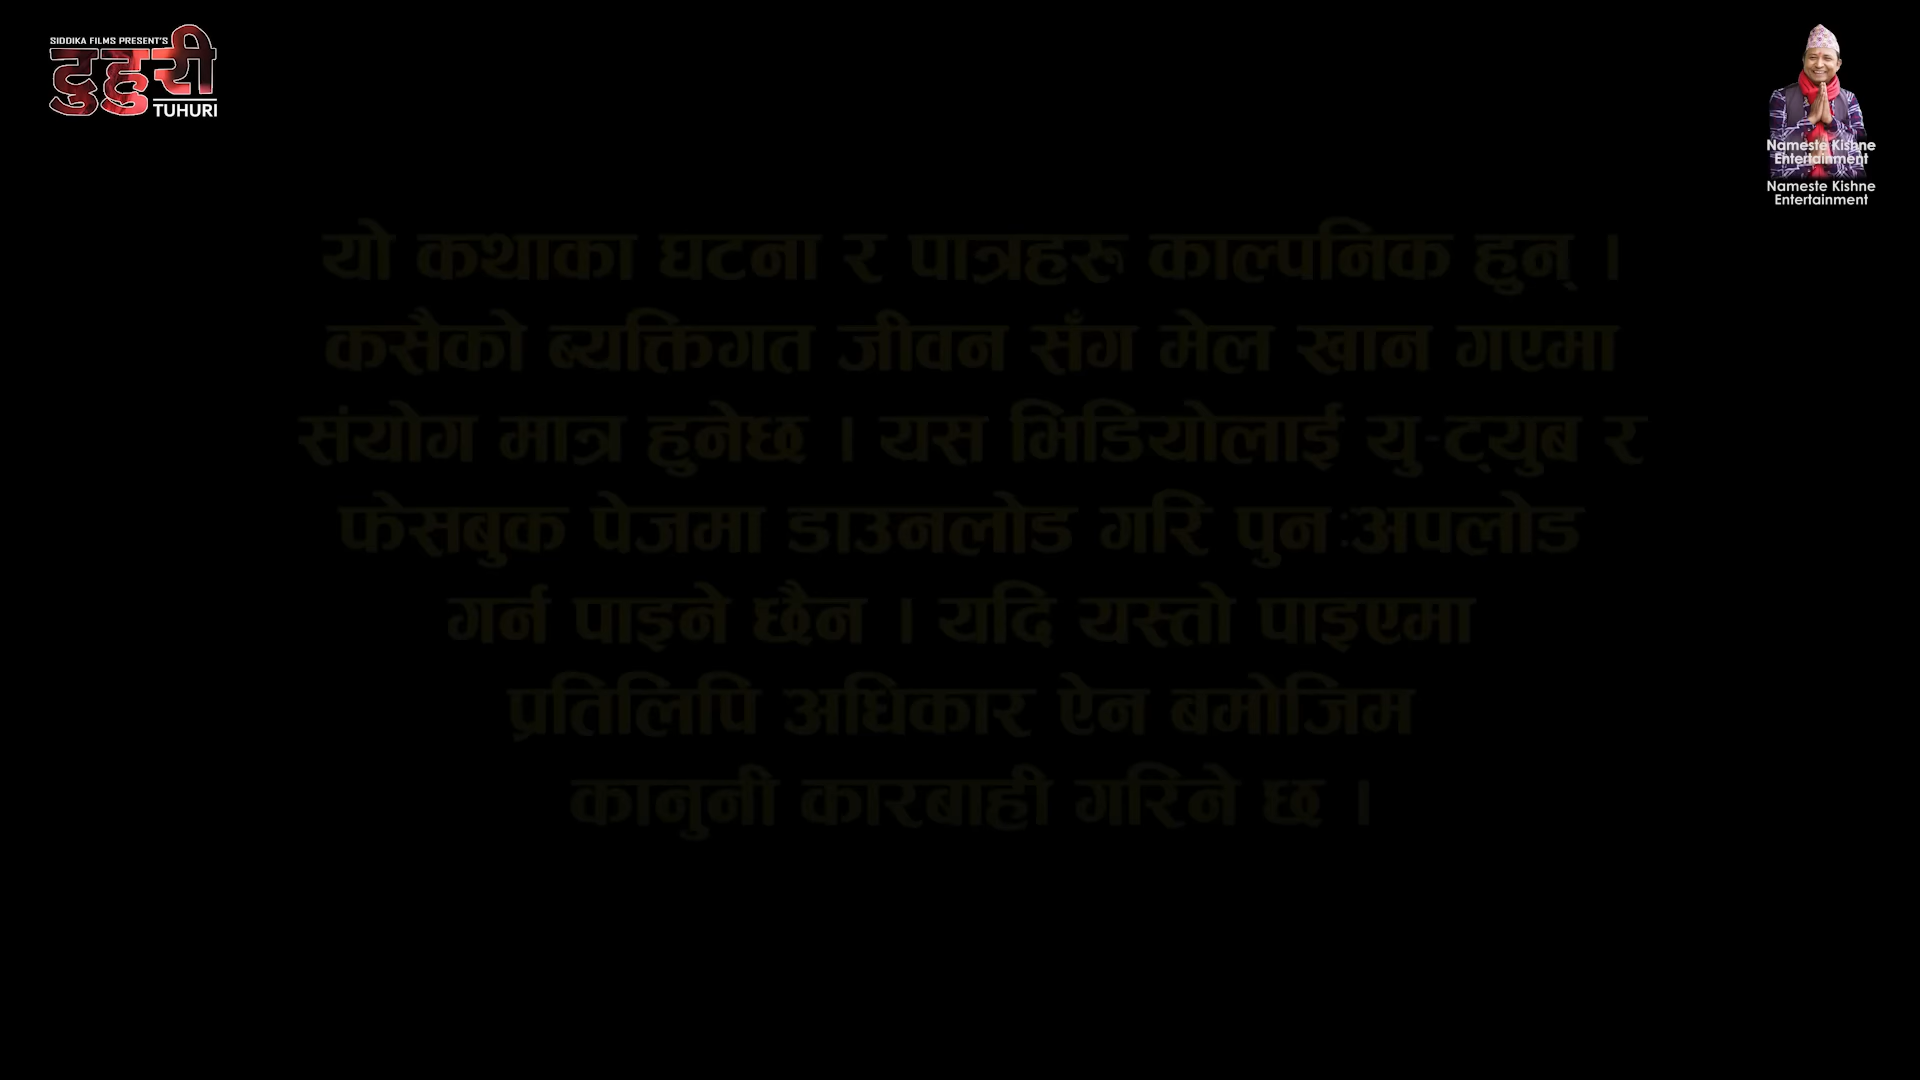 SIDDIKA FILMS PRESENT'S
टुहुरी
TUHURI
Nameste Kishne
Entertainment
Nameste Kishne
Entertainment
यो कथाका घटना र पात्रहरू काल्पनिक हुन् ।
कसैको ब्यक्तिगत जीवन सँग मेल खान गएमा
संयोग मात्र हुनेछ । यस भिडियोलाई यु-ट्युब र
फेसबुक पेजमा डाउनलोड गरि पुनःअपलोड
गर्न पाइने छैन । यदि यस्तो पाइएमा
प्रतिलिपि अधिकार ऐन बमोजिम
कानुनी कारबाही गरिने छ ।